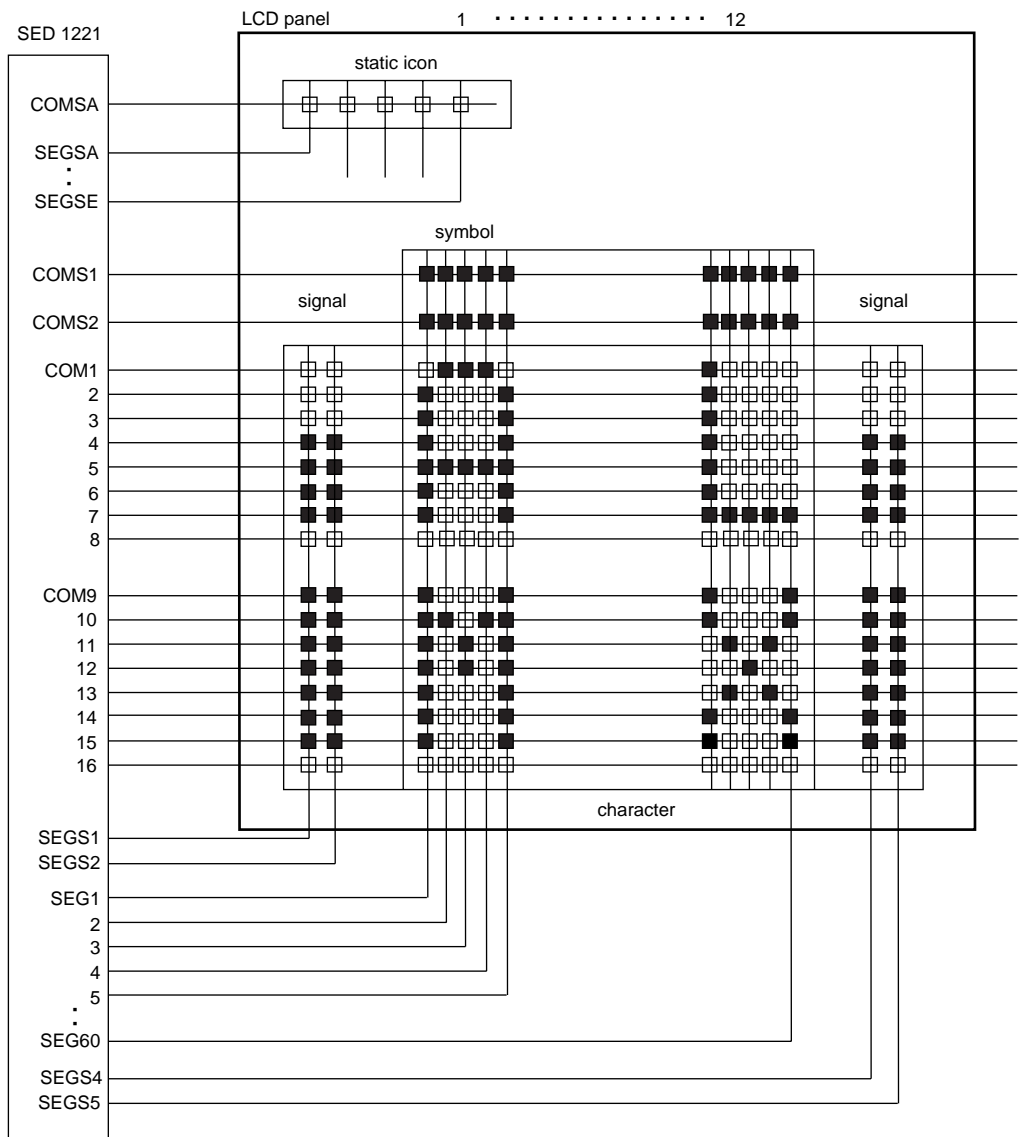 LCD panel 1 · · · · · · · · · · · · · · · 12
SED 1221
static icon
COMSA
SEGSA
:
SEGSE
symbol
COMS1
signal signal
COMS2
COM1
2
3
4
5
6
7
8
COM9
10
11
12
13
14
15
16
character
SEGS1
SEGS2
SEG1
2
3
4
5
:
SEG60
SEGS4
SEGS5